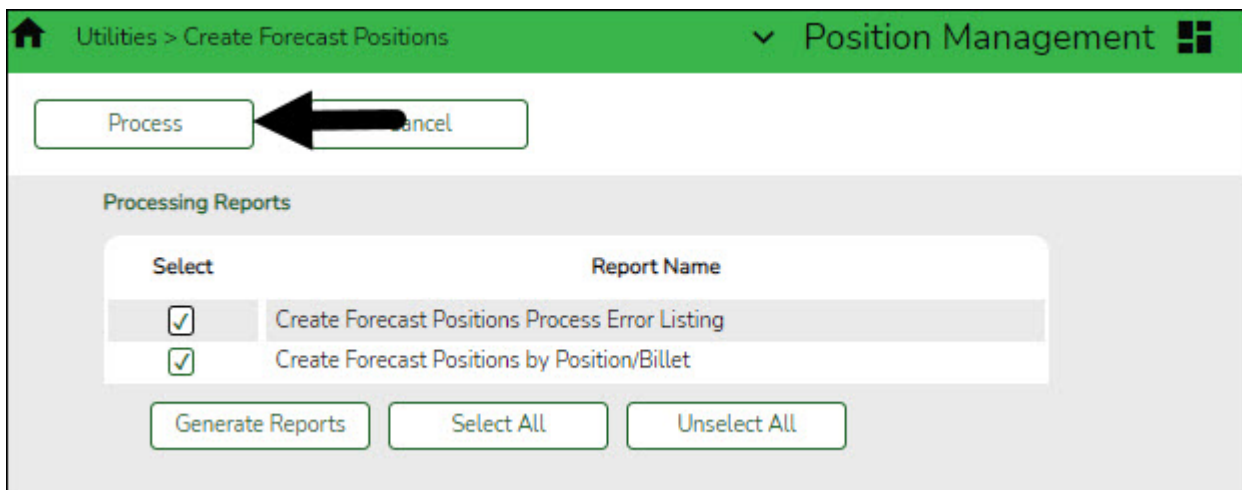 Utilities > Create Forecast Positions
Position Management
Process
ancel
Processing Reports
Select
Report Name
Create Forecast Positions Process Error Listing
Create Forecast Positions by Position/Billet
Generate Reports
Select All
Unselect All